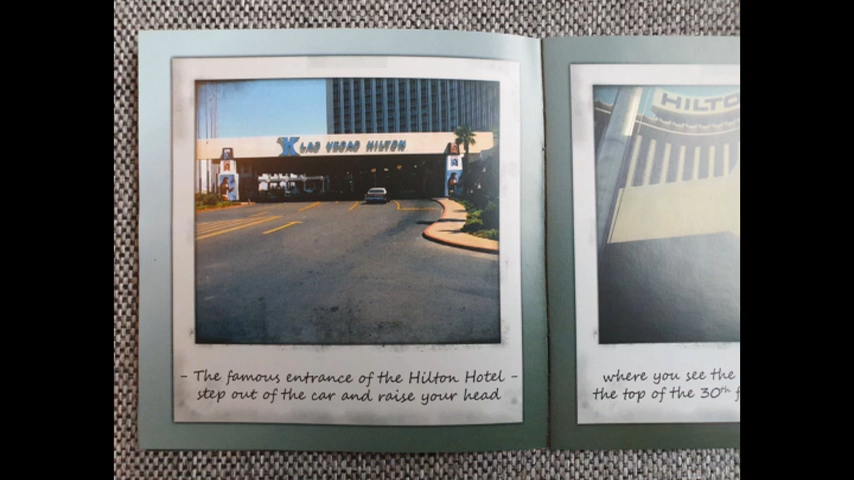 LAS VEGAS HILTON
- The famous entrance of the Hilton Hotel -
step out of the car and raise your head
HILTO
where you see the
the top of the 30th f